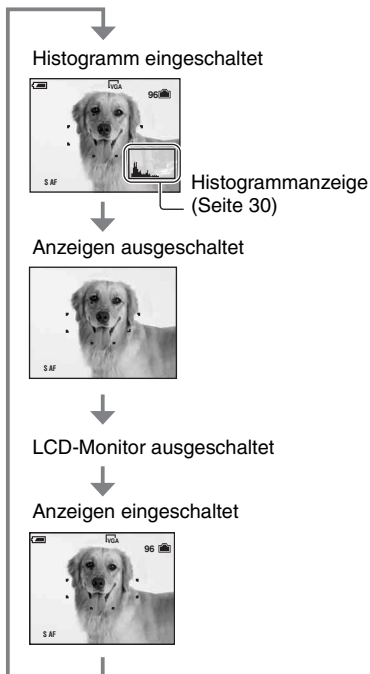 Histogramm eingeschaltet
VGA
96
S AF
Histogrammanzeige
(Seite 30)
Anzeigen ausgeschaltet
S AF
LCD-Monitor ausgeschaltet
Anzeigen eingeschaltet
VGA
96
S AF